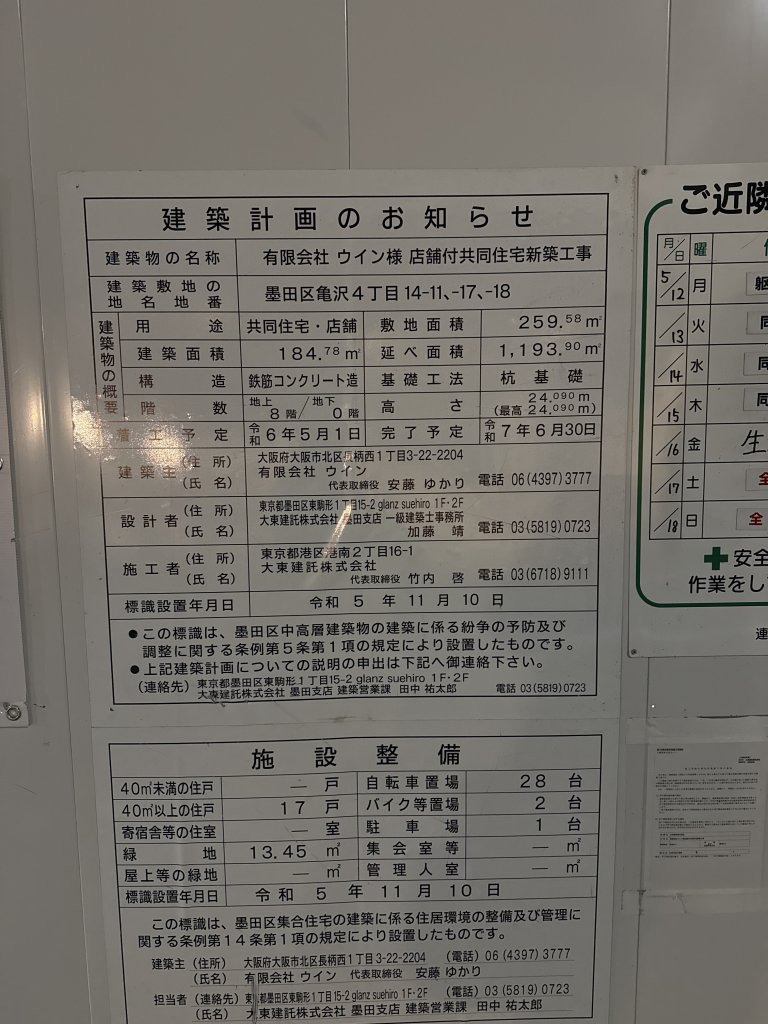 建築計画のお知らせ
建築物の名称 有限会社 ウイン様 店舗付共同住宅新築工事
建築敷地の地名地番 墨田区亀沢4丁目14-11、-17、-18
建築物の概要
用途 共同住宅・店舗 敷地面積 259.58㎡
建築面積 184.78㎡ 延べ面積 1,193.90㎡
構造 鉄筋コンクリート造 基礎工法 杭基礎
階数 地上8階/地下0階 高さ 24.090m(最高24.090m)
着工予定 令和6年5月1日 完了予定 令和7年6月30日
建築主(住所) 大阪府大阪市北区長柄西1丁目3-22-2204
(氏名) 有限会社 ウイン 代表取締役 安藤 ゆかり 電話 06(4397)3777
設計者(住所) 東京都墨田区東駒形1丁目15-2 glanz suehiro 1F・2F
(氏名) 大東建託株式会社 墨田支店 一級建築士事務所 加藤 靖 電話 03(5819)0723
施工者(住所) 東京都港区港南2丁目16-1
(氏名) 大東建託株式会社 代表取締役 竹内 啓 電話 03(6718)9111
標識設置年月日 令和 5 年 11 月 10 日
●この標識は、墨田区中高層建築物の建築に係る紛争の予防及び
調整に関する条例第5条第1項の規定により設置したものです。
●上記建築計画についての説明の申出は下記へ御連絡下さい。
(連絡先) 東京都墨田区東駒形1丁目15-2 glanz suehiro 1F・2F
大東建託株式会社 墨田支店 建築営業課 田中 祐太郎 電話 03(5819)0723
施設整備
40㎡未満の住戸 — 戸 自転車置場 28 台
40㎡以上の住戸 17 戸 バイク等置場 2 台
寄宿舎等の住室 — 室 駐車場 1 台
緑地 13.45 ㎡ 集会室等 — ㎡
屋上等の緑地 — ㎡ 管理人室 — ㎡
標識設置年月日 令和 5 年 11 月 10 日
この標識は、墨田区集合住宅の建築に係る住居環境の整備及び管理に
関する条例第14条第1項の規定により設置したものです。
建築主(住所) 大阪府大阪市北区長柄西1丁目3-22-2204 (電話) 06(4397)3777
(氏名) 有限会社 ウイン 代表取締役 安藤 ゆかり
担当者(連絡先) 東京都墨田区東駒形1丁目15-2 glanz suehiro 1F・2F (電話) 03(5819)0723
(氏名) 大東建託株式会社 墨田支店 建築営業課 田中 祐太郎
ご近隣
月/日 曜
5/12 月
/13 火 同
/14 水 同
/15 木 同
/16 金 生
/17 土 全
/18 日 全
安全
作業をし
連